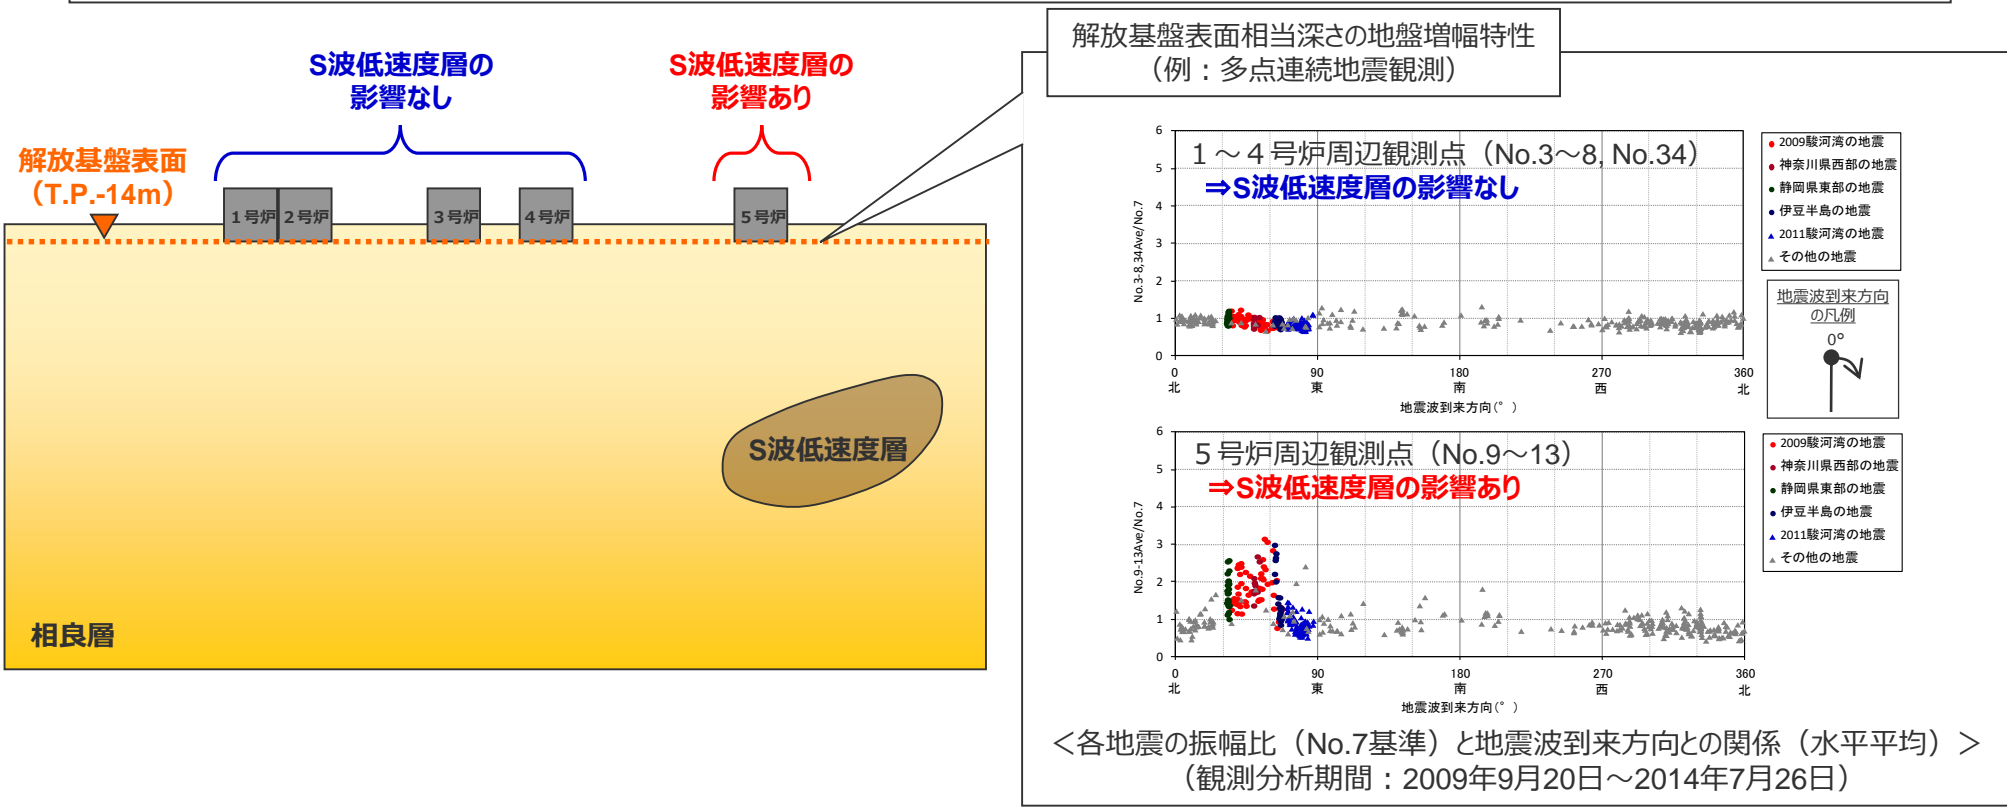 S波低速度層の
影響なし
S波低速度層の
影響あり
解放基盤表面
（T.P.-14m）
1号炉
2号炉
3号炉
4号炉
5号炉
S波低速度層
相良層
解放基盤表面相当深さの地盤増幅特性
（例：多点連続地震観測）
1～4号炉周辺観測点（No.3～8, No.34）
⇒S波低速度層の影響なし
No.3-8,34Ave/No.7
6
5
4
3
2
1
0
0 90 180 270 360
北 東 南 西 北
地震波到来方向(°)
2009駿河湾の地震
神奈川県西部の地震
静岡県東部の地震
伊豆半島の地震
2011駿河湾の地震
その他の地震
地震波到来方向
の凡例
0°
5号炉周辺観測点（No.9～13）
⇒S波低速度層の影響あり
No.9-13Ave/No.7
6
5
4
3
2
1
0
0 90 180 270 360
北 東 南 西 北
地震波到来方向(°)
2009駿河湾の地震
神奈川県西部の地震
静岡県東部の地震
伊豆半島の地震
2011駿河湾の地震
その他の地震
＜各地震の振幅比（No.7基準）と地震波到来方向との関係（水平平均）＞
（観測分析期間：2009年9月20日～2014年7月26日）